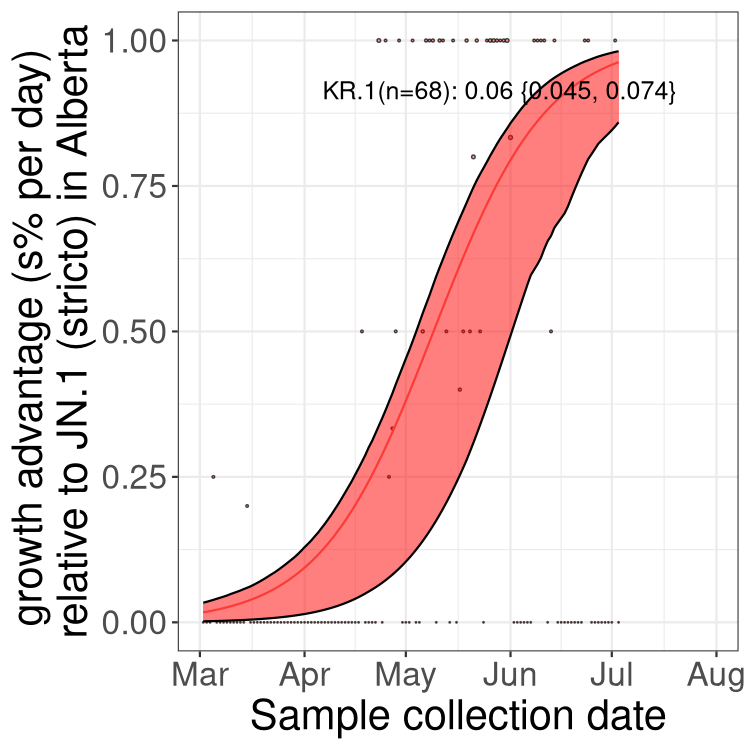 growth advantage (s% per day)
relative to JN.1 (stricto) in Alberta
1.00
0.75
0.50
0.25
0.00
KR.1(n=68): 0.06 {0.045, 0.074}
Mar Apr May Jun Jul Aug
Sample collection date